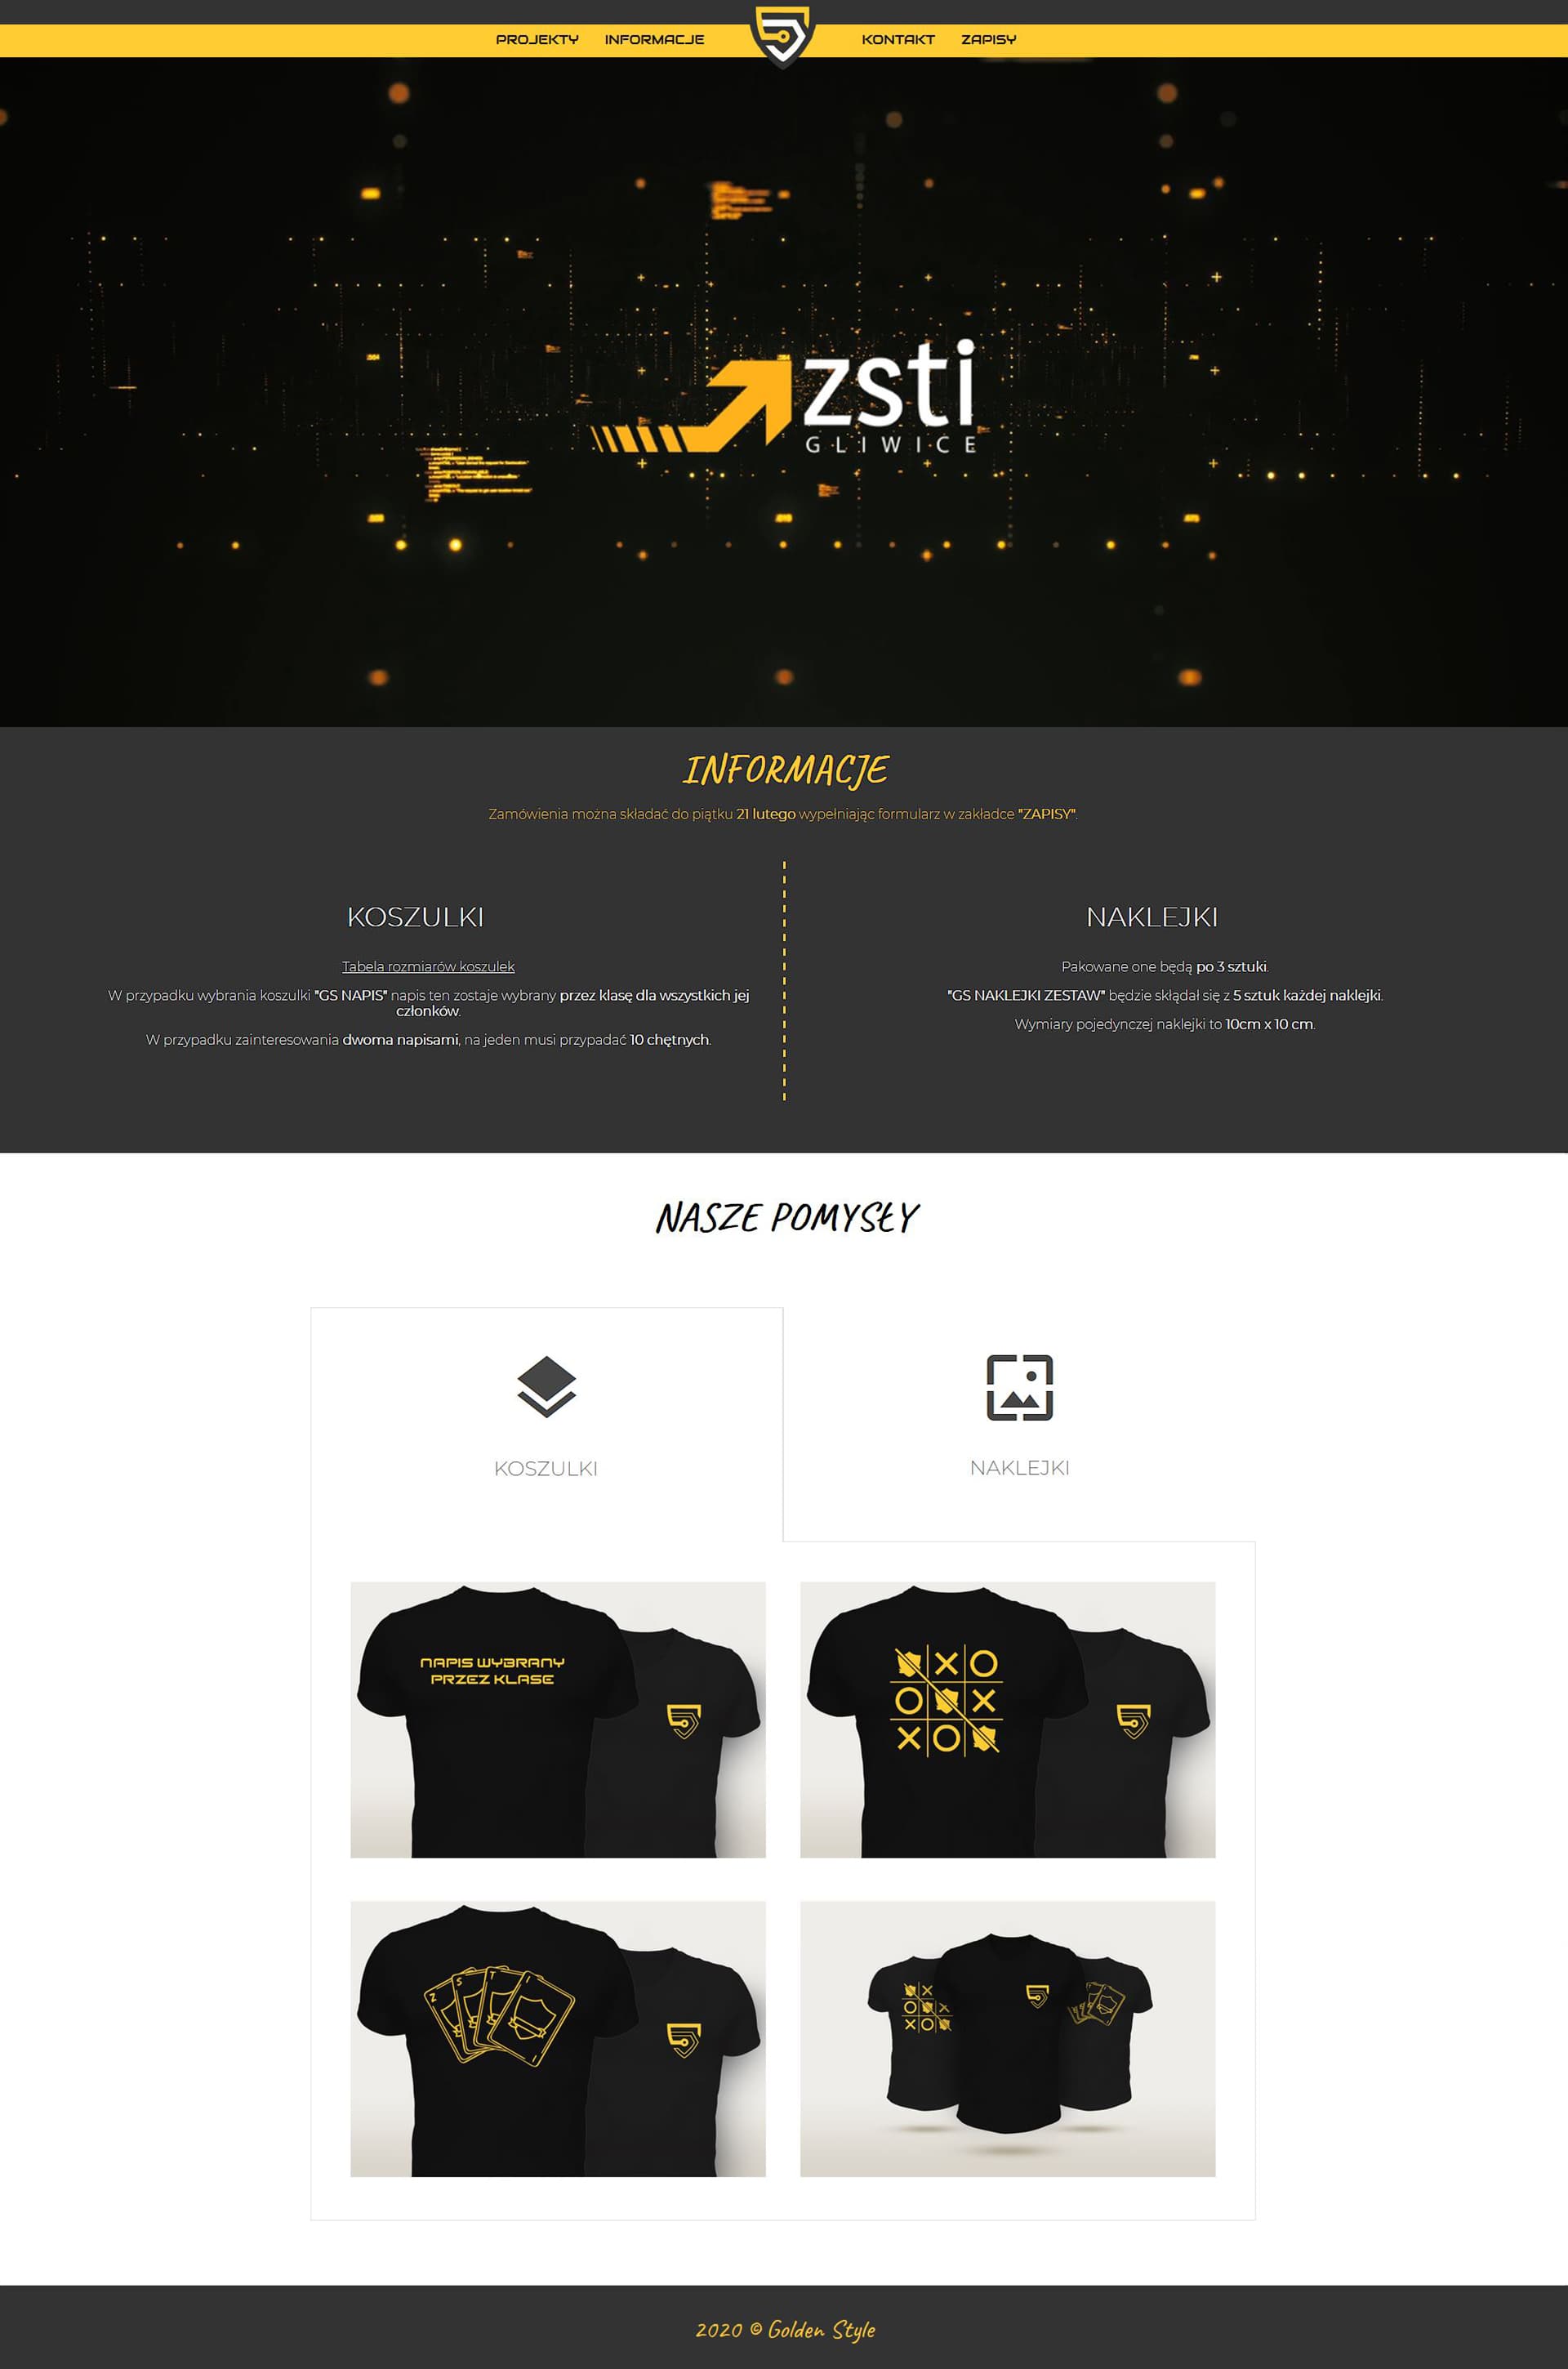 PROJEKTY INFORMACJE KONTAKT ZAPISY
zsti
GLIWICE
INFORMACJE
Zamówienia można składać do piątku 21 lutego wypełniając formularz w zakładce "ZAPISY".
KOSZULKI
Tabela rozmiarów koszulek
W przypadku wybrania koszulki "GS NAPIS" napis ten zostaje wybrany przez klasę dla wszystkich jej
członków.
W przypadku zainteresowania dwoma napisami, na jeden musi przypadać 10 chętnych.
NAKLEJKI
Pakowane one będą po 3 sztuki.
"GS NAKLEJKI ZESTAW" będzie skłądał się z 5 sztuk każdej naklejki.
Wymiary pojedynczej naklejki to 10cm x 10 cm.
NASZE POMYSŁY
KOSZULKI
NAKLEJKI
NAPIS WYBRANY
PRZEZ KLASE
X O
O X
X O
Z S T I
2020 © Golden Style